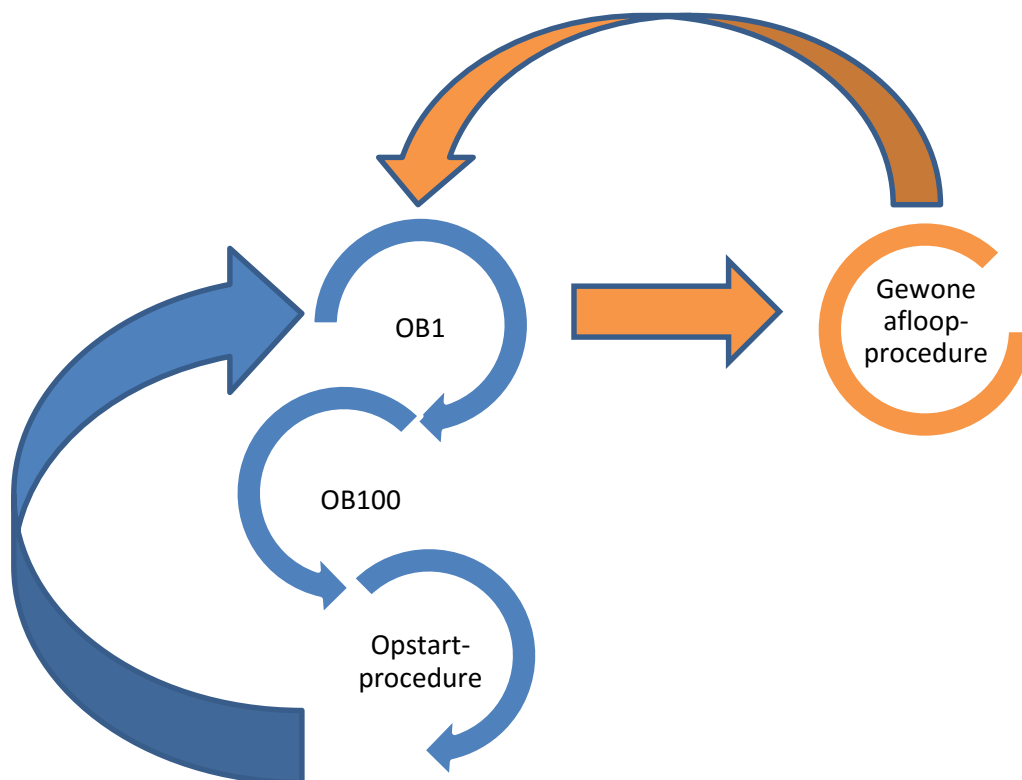 OB1
Gewone
afloop-
procedure
OB100
Opstart-
procedure